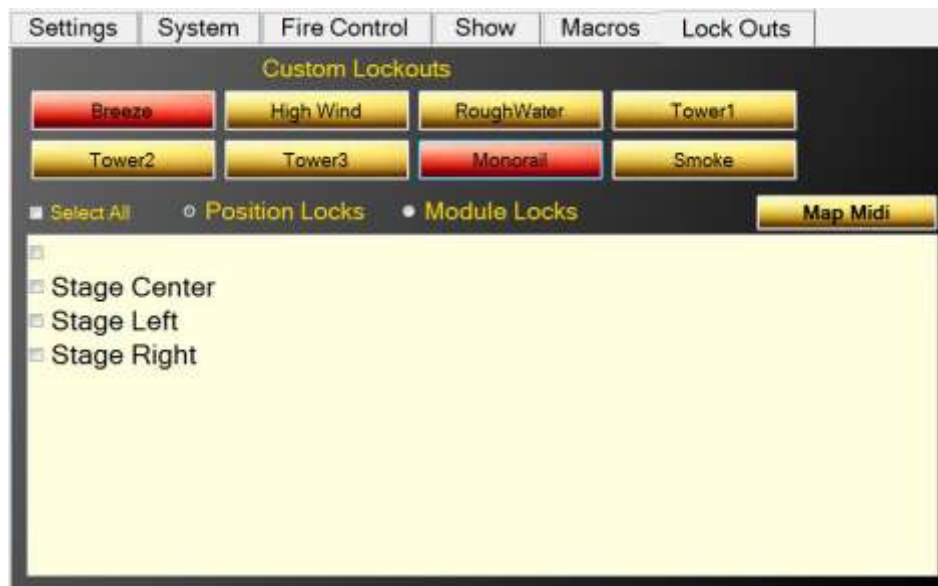 Settings System Fire Control Show Macros Lock Outs
Custom Lockouts
Breeze High Wind RoughWater Tower1
Tower2 Tower3 Monorail Smoke
Select All Position Locks Module Locks Map Midi
Stage Center
Stage Left
Stage Right